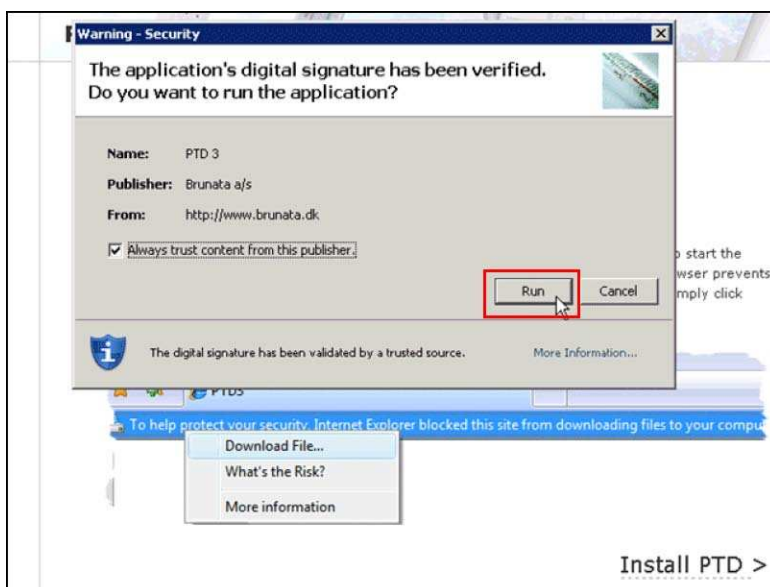 Warning - Security
The application's digital signature has been verified.
Do you want to run the application?
Name: PTD 3
Publisher: Brunata a/s
From: http://www.brunata.dk
Always trust content from this publisher.
start the
wser prevents
mply click
Run Cancel
The digital signature has been validated by a trusted source. More Information...
PTD3
To help protect your security, Internet Explorer blocked this site from downloading files to your compu
Download File...
What's the Risk?
More information
Install PTD >